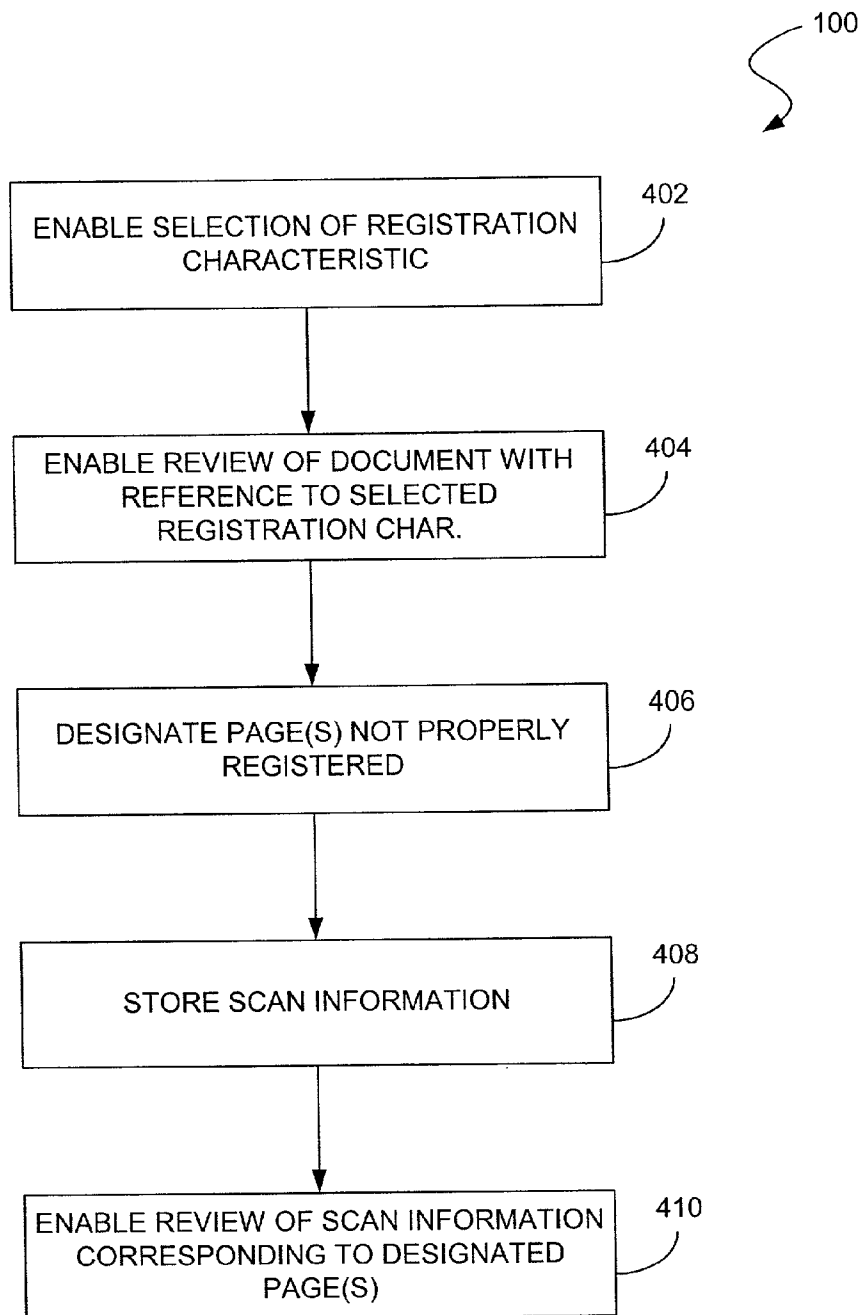 100
402
ENABLE SELECTION OF REGISTRATION
CHARACTERISTIC
404
ENABLE REVIEW OF DOCUMENT WITH
REFERENCE TO SELECTED
REGISTRATION CHAR.
406
DESIGNATE PAGE(S) NOT PROPERLY
REGISTERED
408
STORE SCAN INFORMATION
410
ENABLE REVIEW OF SCAN INFORMATION
CORRESPONDING TO DESIGNATED
PAGE(S)